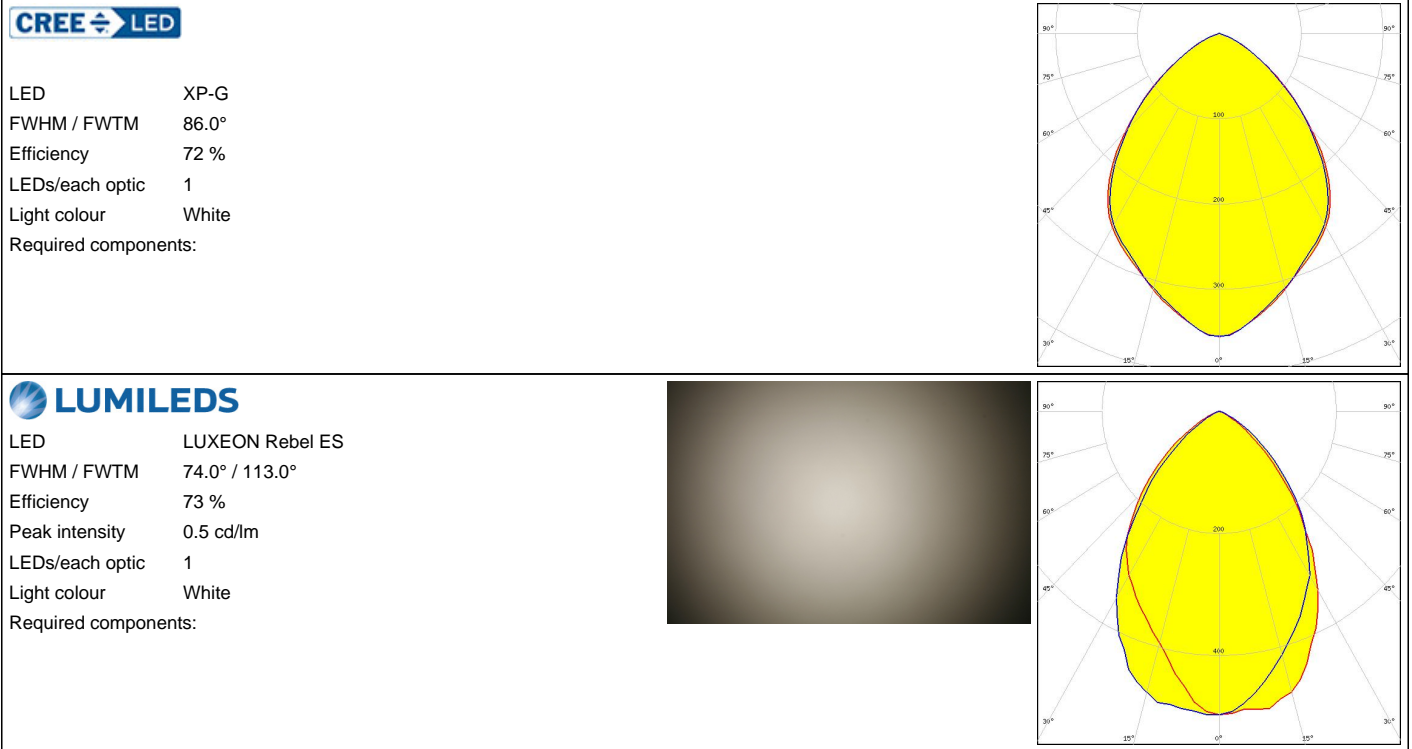 CREE LED
LED XP-G
FWHM / FWTM 86.0°
Efficiency 72 %
LEDs/each optic 1
Light colour White
Required components:
90° 90°
75° 75°
100
60° 60°
200
45° 45°
300
30° 30°
15° 0° 15°
LUMILEDS
LED LUXEON Rebel ES
FWHM / FWTM 74.0° / 113.0°
Efficiency 73 %
Peak intensity 0.5 cd/lm
LEDs/each optic 1
Light colour White
Required components:
90° 90°
75° 75°
60° 60°
200
45° 45°
400
30° 30°
15° 0° 15°